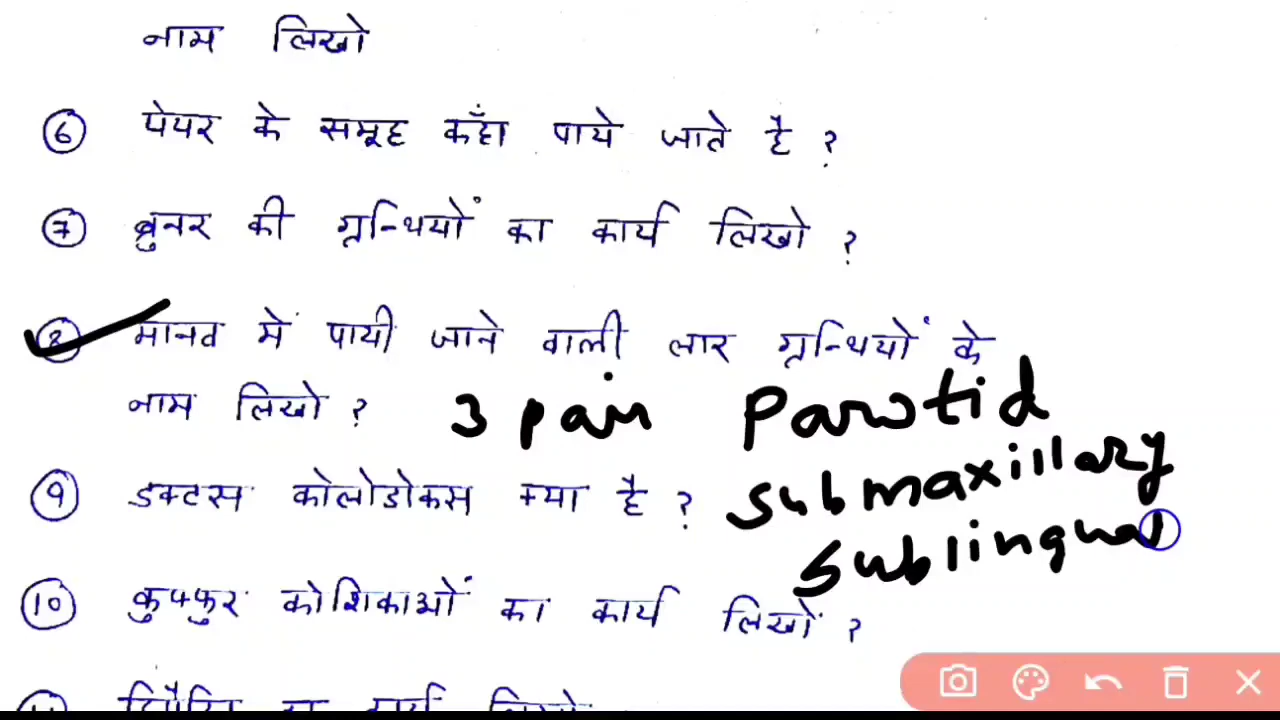 नाम लिखो
⑥ पेयर के समूह कहाँ पाये जाते है ?
⑦ ब्रुनर की ग्रन्थियों का कार्य लिखो ?
⑧ मानव में पायी जाने वाली लार ग्रन्थियों के
नाम लिखो ? 3 pair Parotid
submaxillary
⑨ डक्टस कोलोडोकस क्या है ?
sublingual
⑩ कुफ्फुर कोशिकाओं का कार्य लिखों ?
का कार्य लिखो